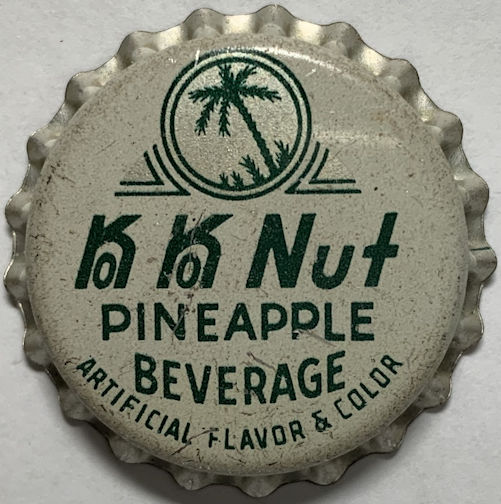 Ko Ko Nut
PINEAPPLE
BEVERAGE
ARTIFICIAL FLAVOR & COLOR